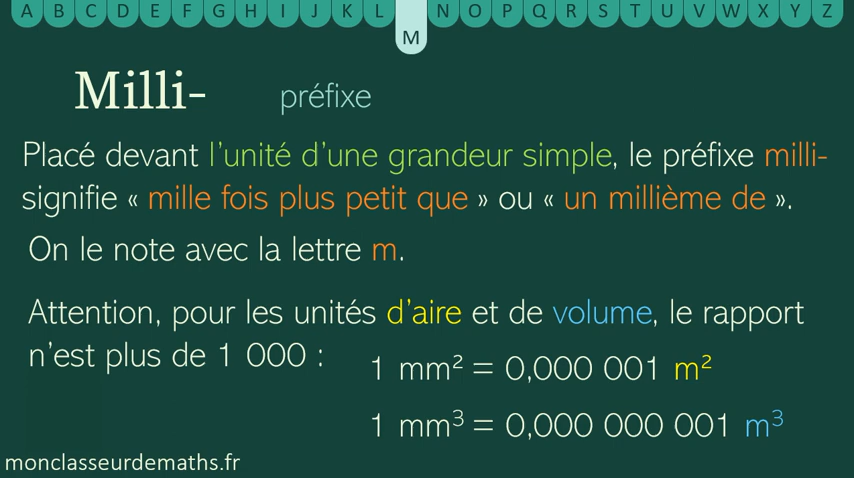 A B C D E F G H I J K L M N O P Q R S T U V W X Y Z
Milli- préfixe
Placé devant l'unité d'une grandeur simple, le préfixe milli-
signifie « mille fois plus petit que » ou « un millième de ».
On le note avec la lettre m.
Attention, pour les unités d'aire et de volume, le rapport
n'est plus de 1 000 :
1 mm² = 0,000 001 m²
1 mm³ = 0,000 000 001 m³
monclasseurdemaths.fr